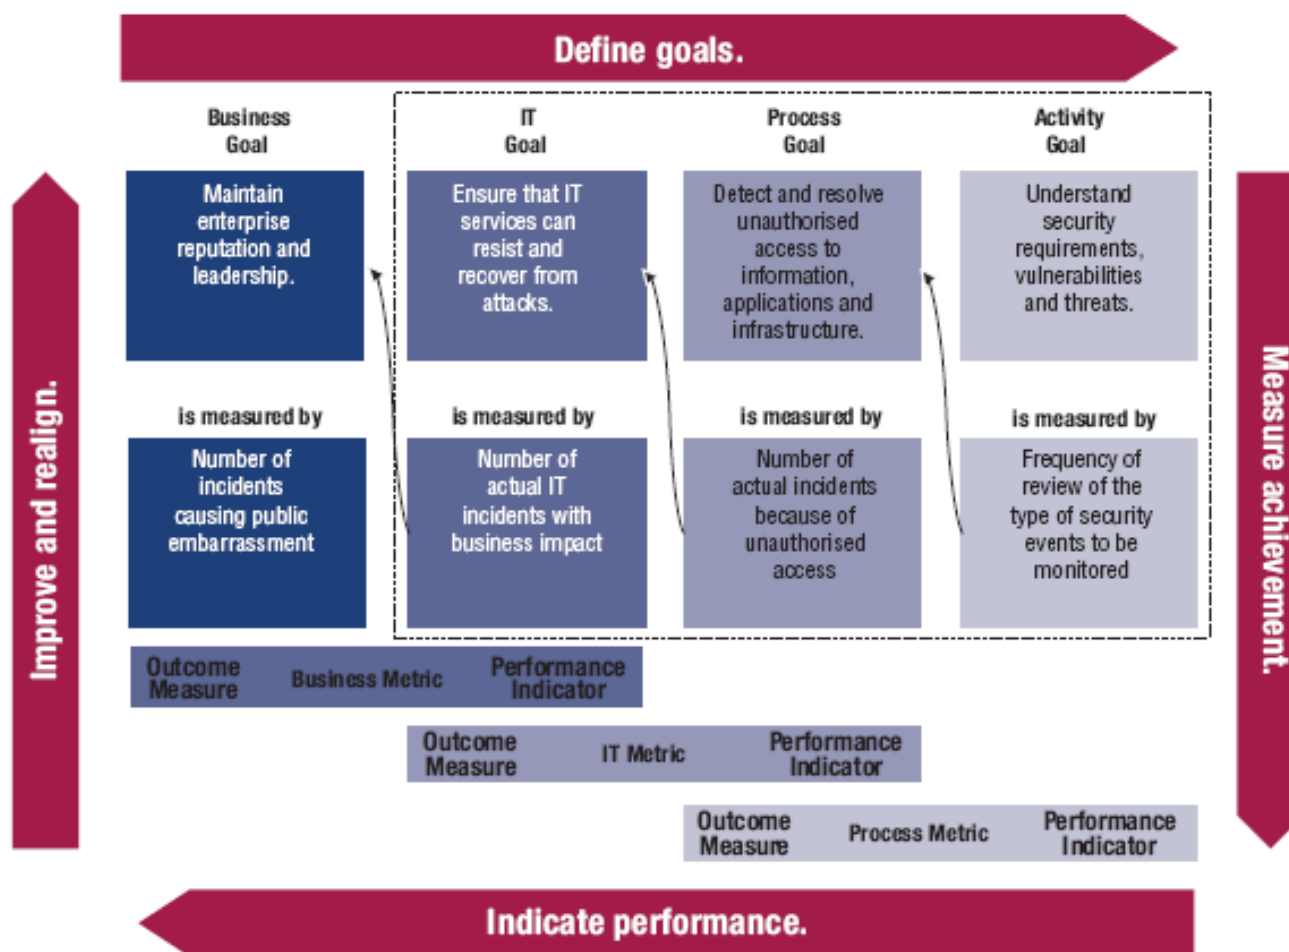 Define goals.
Business
Goal
IT
Goal
Process
Goal
Activity
Goal
Maintain
enterprise
reputation and
leadership.
Ensure that IT
services can
resist and
recover from
attacks.
Detect and resolve
unauthorised
access to
information,
applications and
infrastructure.
Understand
security
requirements,
vulnerabilities
and threats.
is measured by
is measured by
is measured by
is measured by
Number of
incidents
causing public
embarrassment
Number of
actual IT
incidents with
business impact
Number of
actual incidents
because of
unauthorised
access
Frequency of
review of the
type of security
events to be
monitored
Outcome
Measure
Business Metric
Performance
Indicator
Outcome
Measure
IT Metric
Performance
Indicator
Outcome
Measure
Process Metric
Performance
Indicator
Improve and realign.
Measure achievement.
Indicate performance.